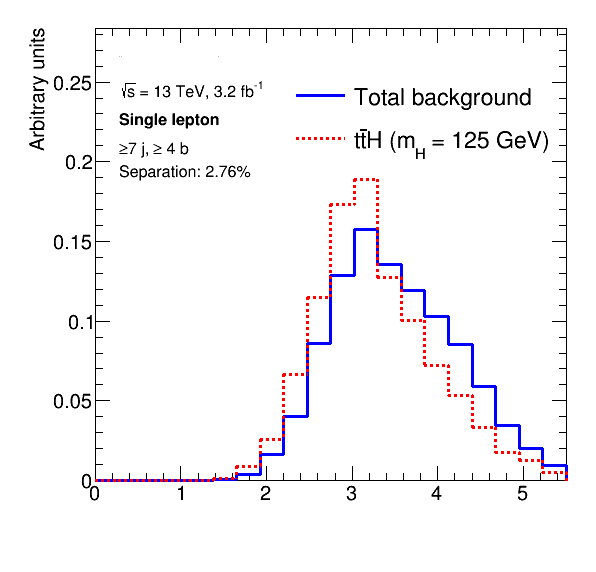 Arbitrary units
√s = 13 TeV, 3.2 fb⁻¹
Single lepton
≥7 j, ≥ 4 b
Separation: 2.76%
Total background
tt̄H (m_H = 125 GeV)
0.25
0.2
0.15
0.1
0.05
0
0 1 2 3 4 5